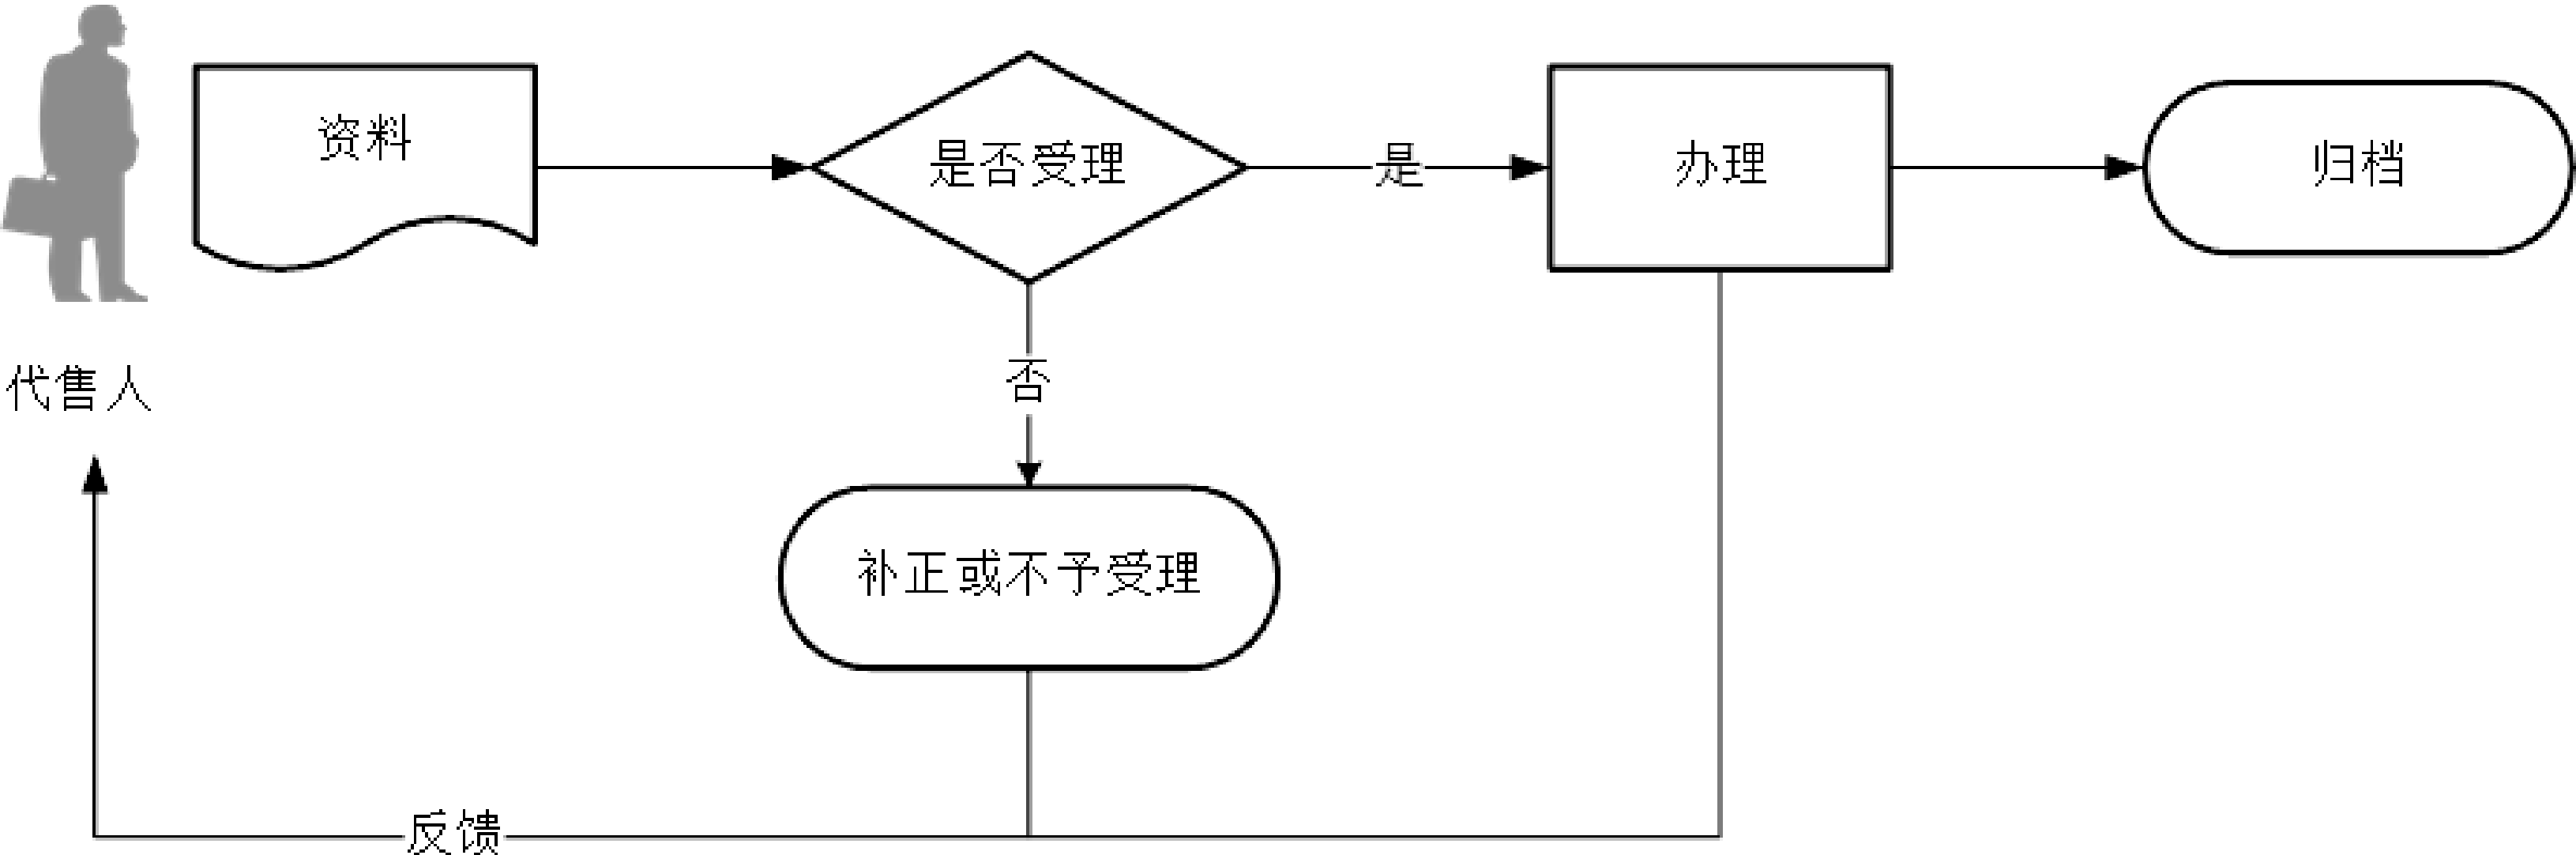 资料
是否受理
是
办理
归档
代售人
否
补正或不予受理
反馈